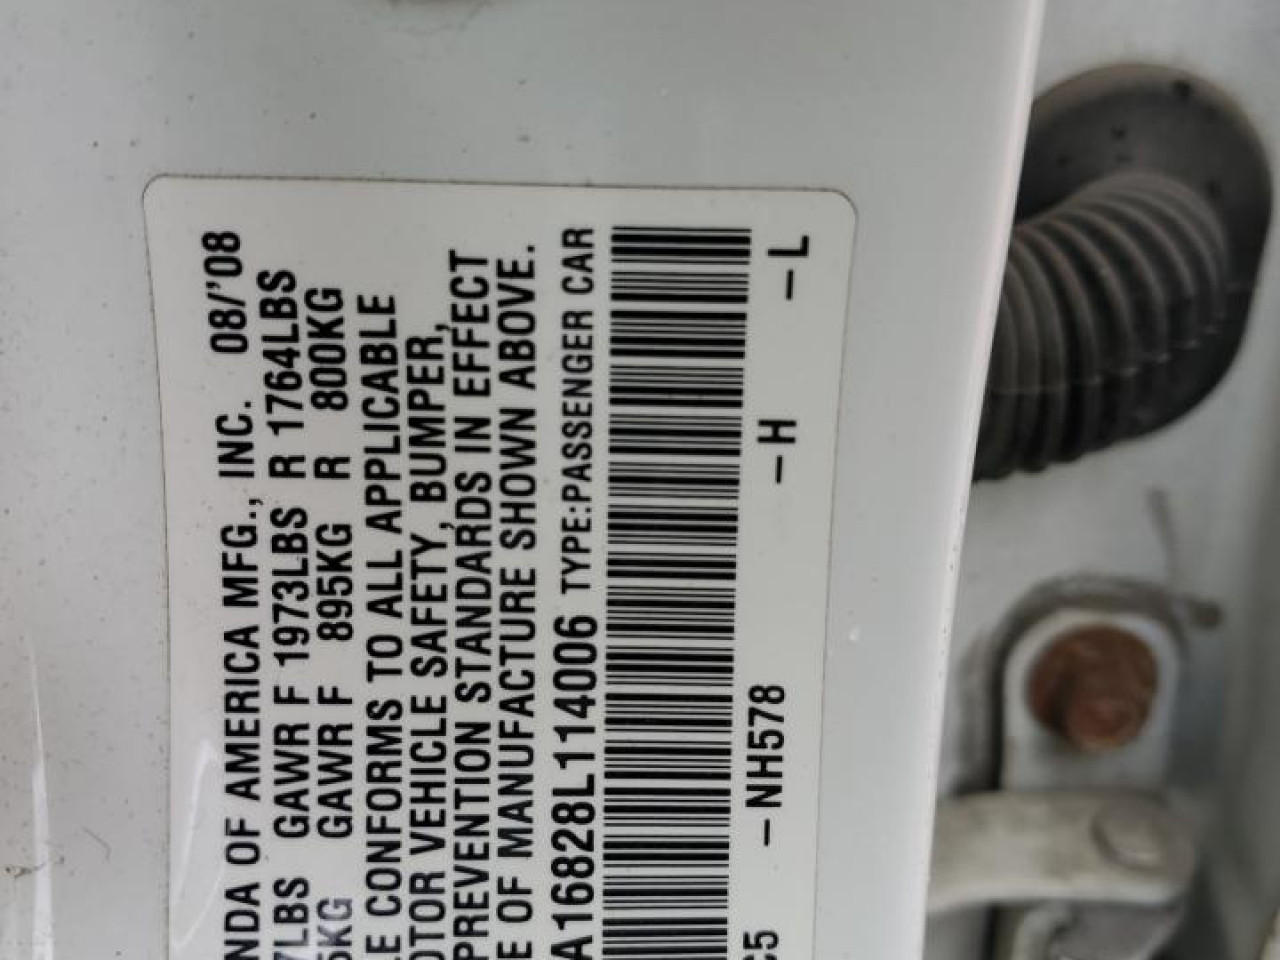 NDA OF AMERICA MFG., INC. 08/'08
7LBS GAWR F 1973LBS R 1764LBS
5KG GAWR F 895KG R 800KG
LE CONFORMS TO ALL APPLICABLE
OTOR VEHICLE SAFETY, BUMPER,
PREVENTION STANDARDS IN EFFECT
E OF MANUFACTURE SHOWN ABOVE.
A16828L114006 TYPE:PASSENGER CAR
C5 –NH578 –H –L